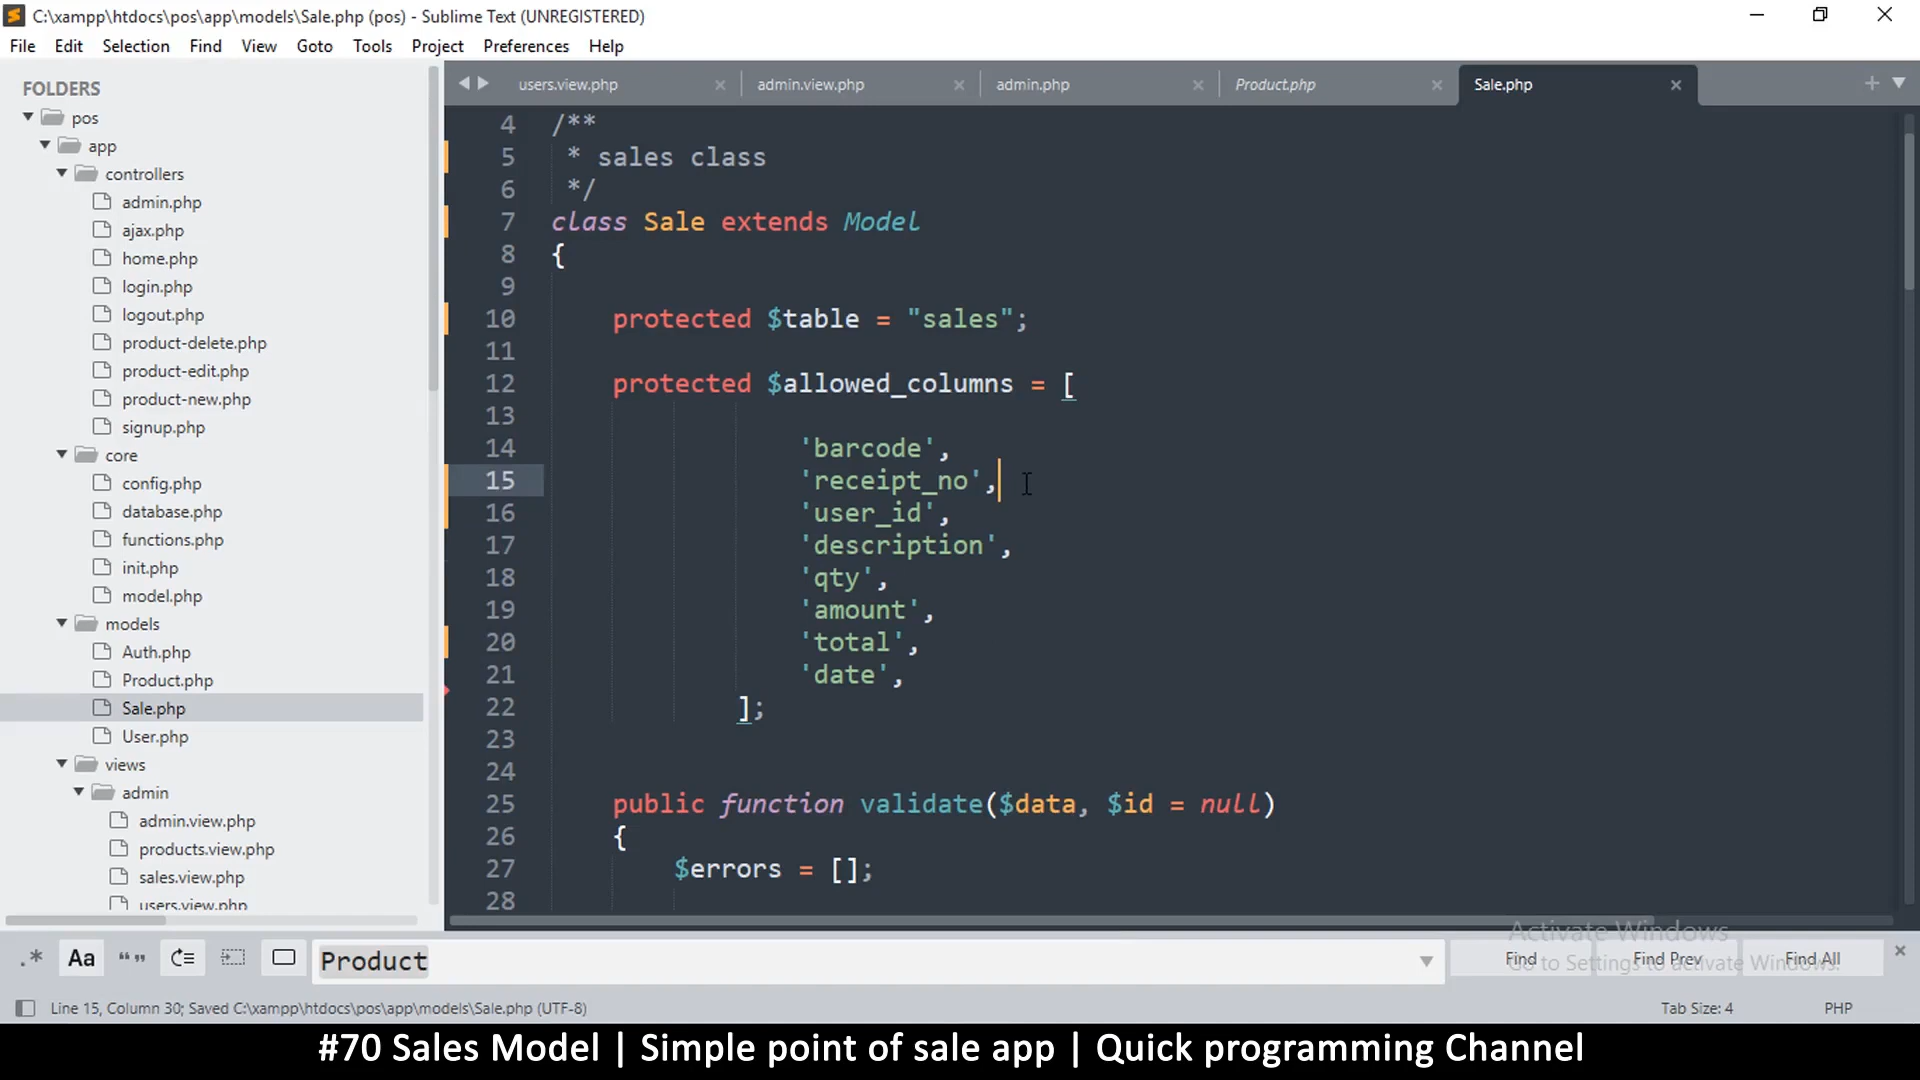 C:\xampp\htdocs\pos\app\models\Sale.php (pos) - Sublime Text (UNREGISTERED)
File Edit Selection Find View Goto Tools Project Preferences Help
FOLDERS
pos
app
controllers
admin.php
ajax.php
home.php
login.php
logout.php
product-delete.php
product-edit.php
product-new.php
signup.php
core
config.php
database.php
functions.php
init.php
model.php
models
Auth.php
Product.php
Sale.php
User.php
views
admin
admin.view.php
products.view.php
sales.view.php
users.view.php
users.view.php admin.view.php admin.php Product.php Sale.php
4 /**
5 * sales class
6 */
7 class Sale extends Model
8 {
9
10 protected $table = "sales";
11
12 protected $allowed_columns = [
13
14 'barcode',
15 'receipt_no',
16 'user_id',
17 'description',
18 'qty',
19 'amount',
20 'total',
21 'date',
22 ];
23
24
25 public function validate($data, $id = null)
26 {
27 $errors = [];
28
.* Aa “ ” Product Find Find Prev Find All
Activate Windows
Go to Settings to activate Windows.
Line 15, Column 30; Saved C:\xampp\htdocs\pos\app\models\Sale.php (UTF-8) Tab Size: 4 PHP
#70 Sales Model | Simple point of sale app | Quick programming Channel